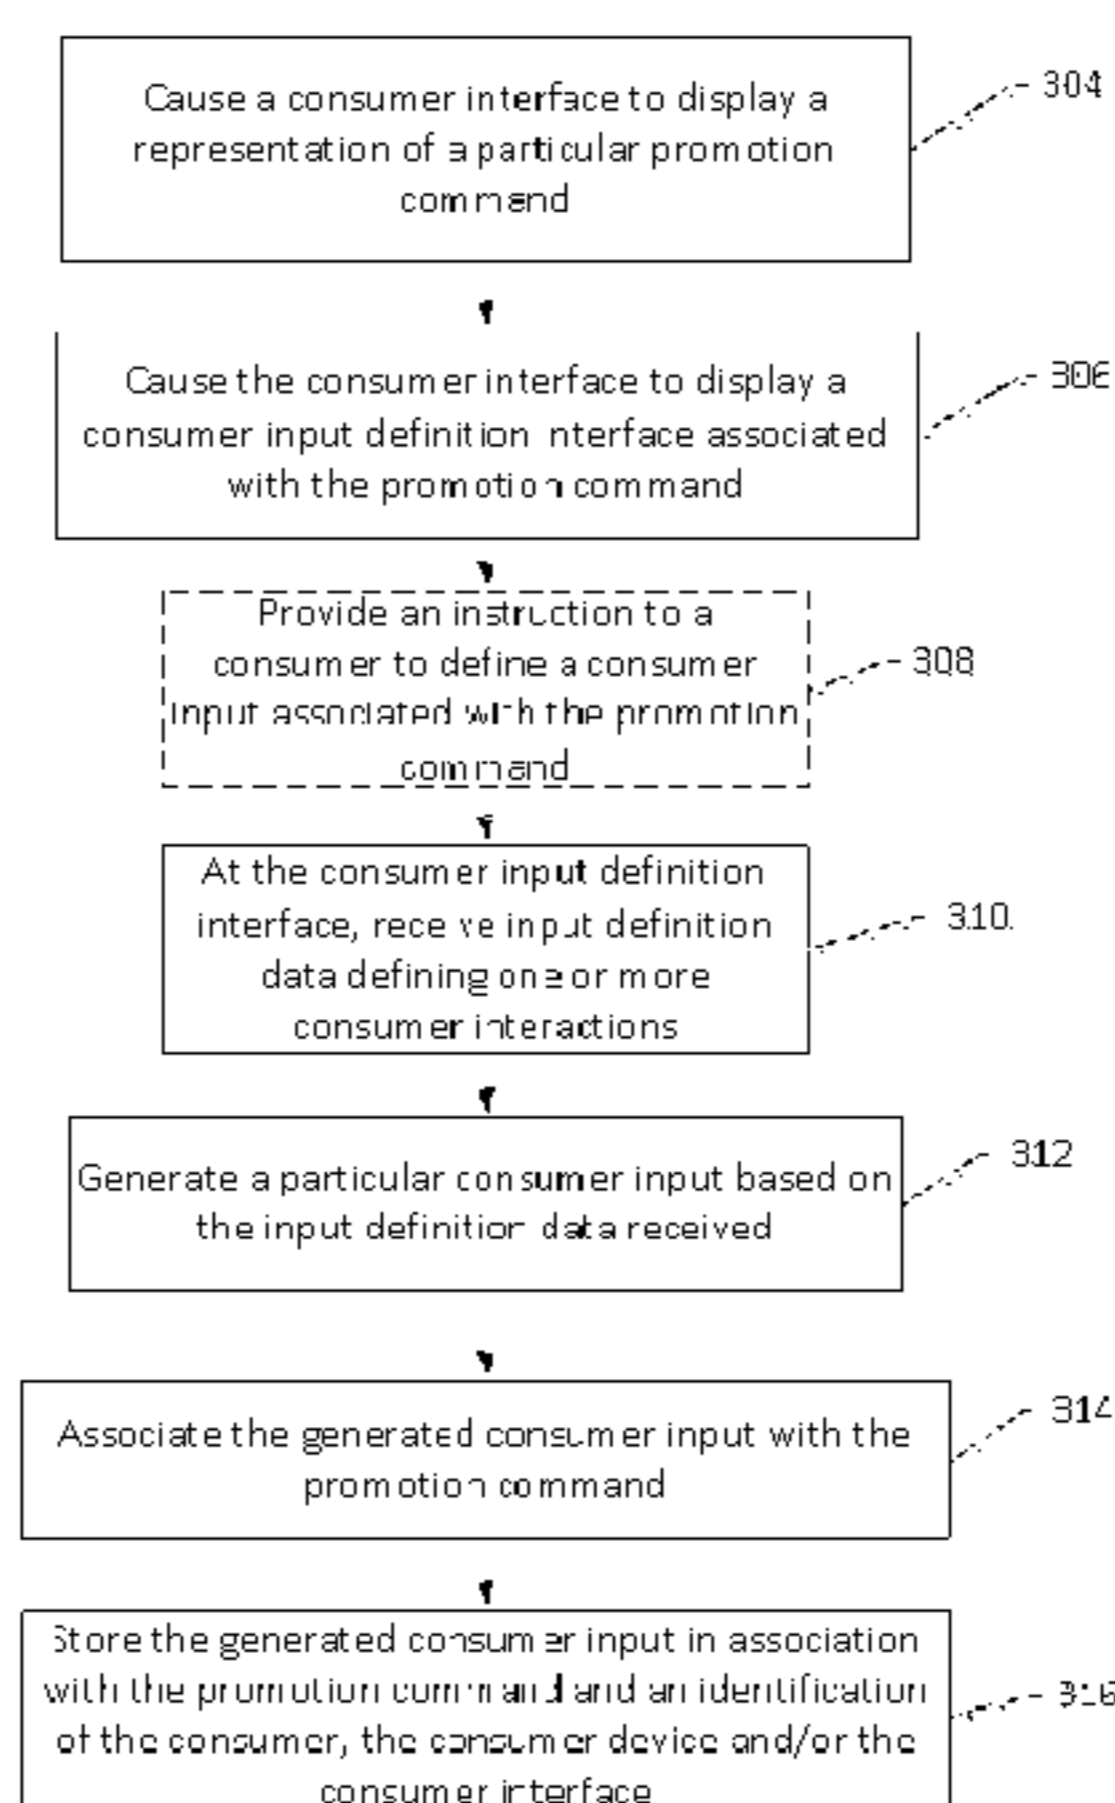 Cause a consumer interface to display a
304
representation of a particular promotion
command
Cause the consumer interface to display a
306
consumer input definition interface associated
with the promotion command
Provide an instruction to a
consumer to define a consumer
308
input associated with the promotion
command
At the consumer input definition
interface, receive input definition
310
data defining one or more
consumer interactions
Generate a particular consumer input based on
312
the input definition data received
Associate the generated consumer input with the
314
promotion command
Store the generated consumer input in association
with the promotion command and an identification
316
of the consumer, the consumer device and/or the
consumer interface